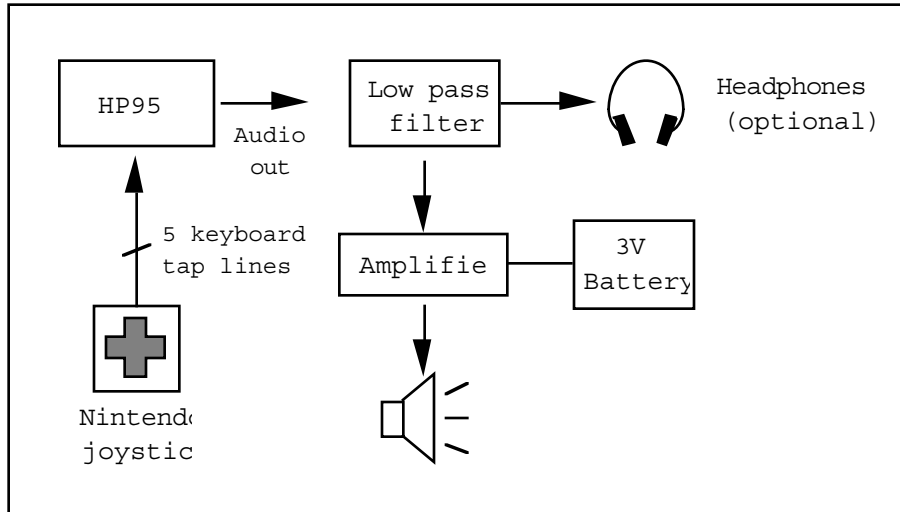 HP95
Audio
out
Low pass
filter
Headphones
(optional)
5 keyboard
tap lines
Amplifie
3V
Battery
Nintendo
joystic